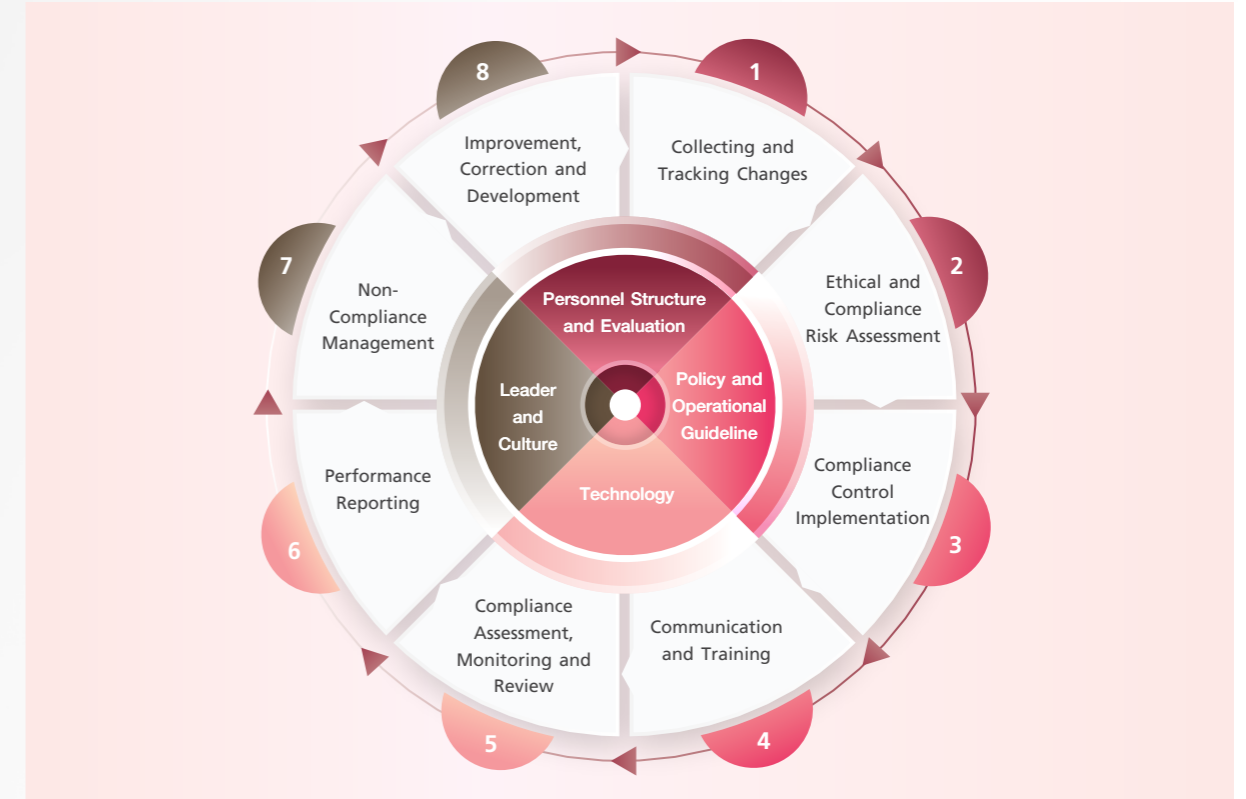 1
Collecting and
Tracking Changes
2
Ethical and
Compliance
Risk Assessment
3
Compliance
Control
Implementation
4
Communication
and Training
5
Compliance
Assessment,
Monitoring and
Review
6
Performance
Reporting
7
Non-
Compliance
Management
8
Improvement,
Correction and
Development
Personnel Structure
and Evaluation
Policy and
Operational
Guideline
Technology
Leader
and
Culture